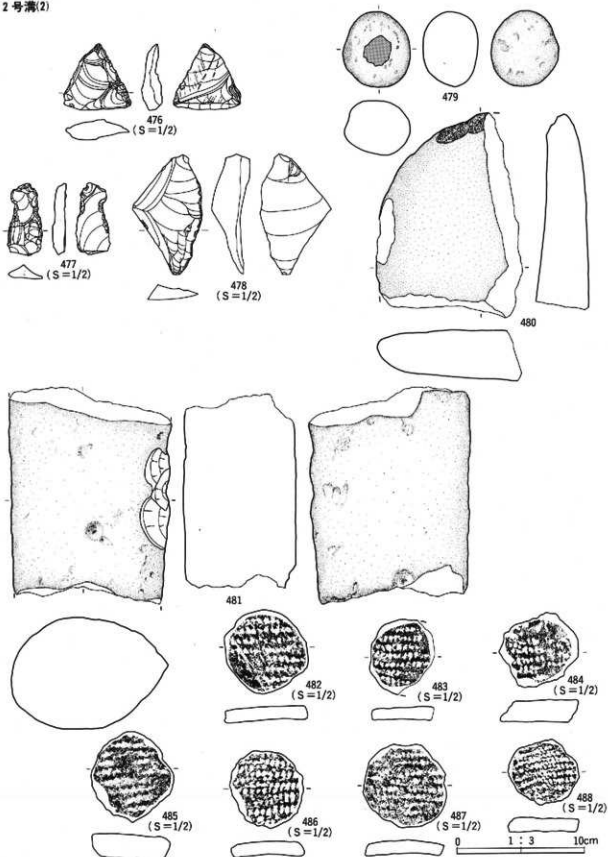 2号溝(2)
476
(S=1/2)
479
477
(S=1/2)
478
(S=1/2)
480
481
482
(S=1/2)
483
(S=1/2)
484
(S=1/2)
485
(S=1/2)
486
(S=1/2)
487
(S=1/2)
488
(S=1/2)
0 1:3 10cm